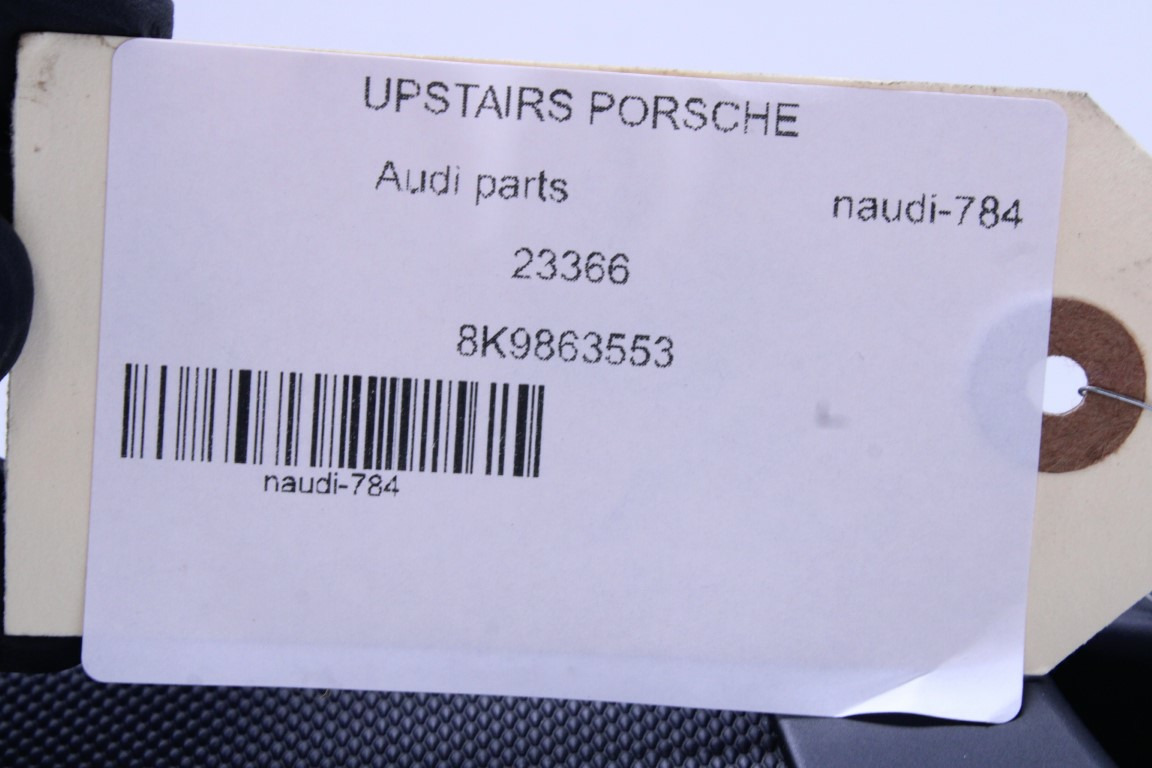 UPSTAIRS PORSCHE
Audi parts
naudi-784
23366
8K9863553
naudi-784